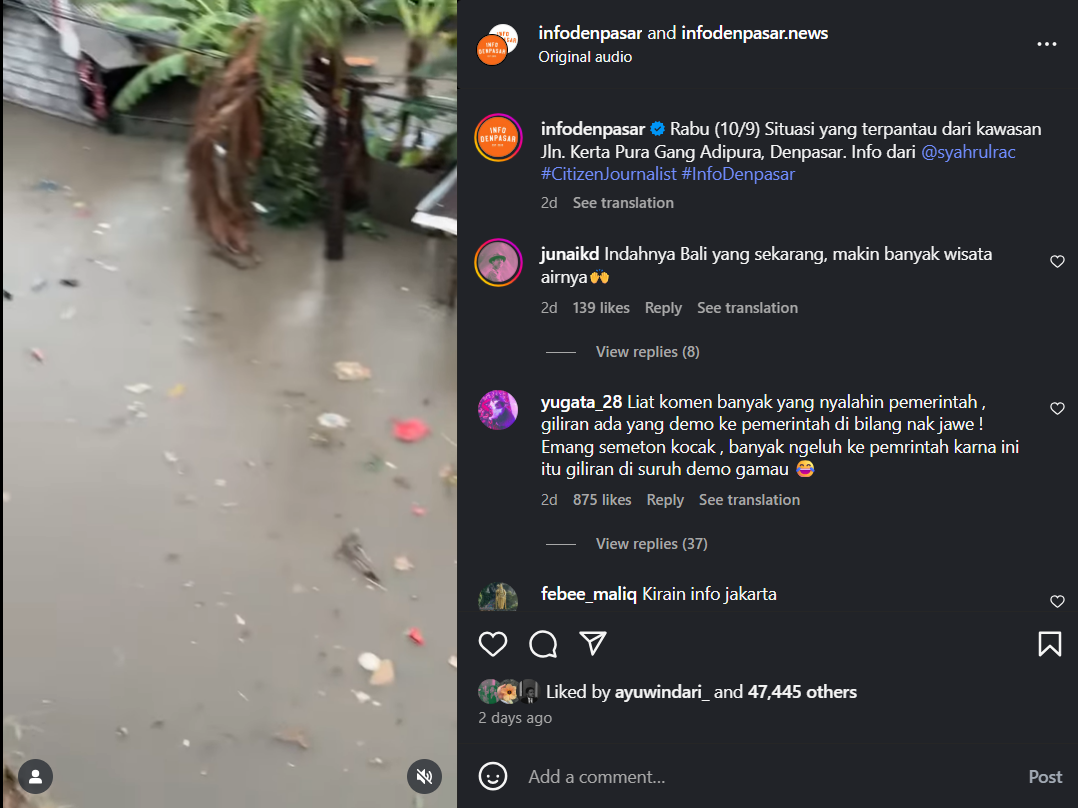 infodenpasar and infodenpasar.news
Original audio
INFO
DENPASAR
infodenpasar Rabu (10/9) Situasi yang terpantau dari kawasan
Jln. Kerta Pura Gang Adipura, Denpasar. Info dari @syahrulrac
#CitizenJournalist #InfoDenpasar
2d See translation
junaikd Indahnya Bali yang sekarang, makin banyak wisata
airnya🙌
2d 139 likes Reply See translation
View replies (8)
yugata_28 Liat komen banyak yang nyalahin pemerintah ,
giliran ada yang demo ke pemerintah di bilang nak jawe !
Emang semeton kocak , banyak ngeluh ke pemrintah karna ini
itu giliran di suruh demo gamau 😂
2d 875 likes Reply See translation
View replies (37)
febee_maliq Kirain info jakarta
Liked by ayuwindari_ and 47,445 others
2 days ago
Add a comment...
Post